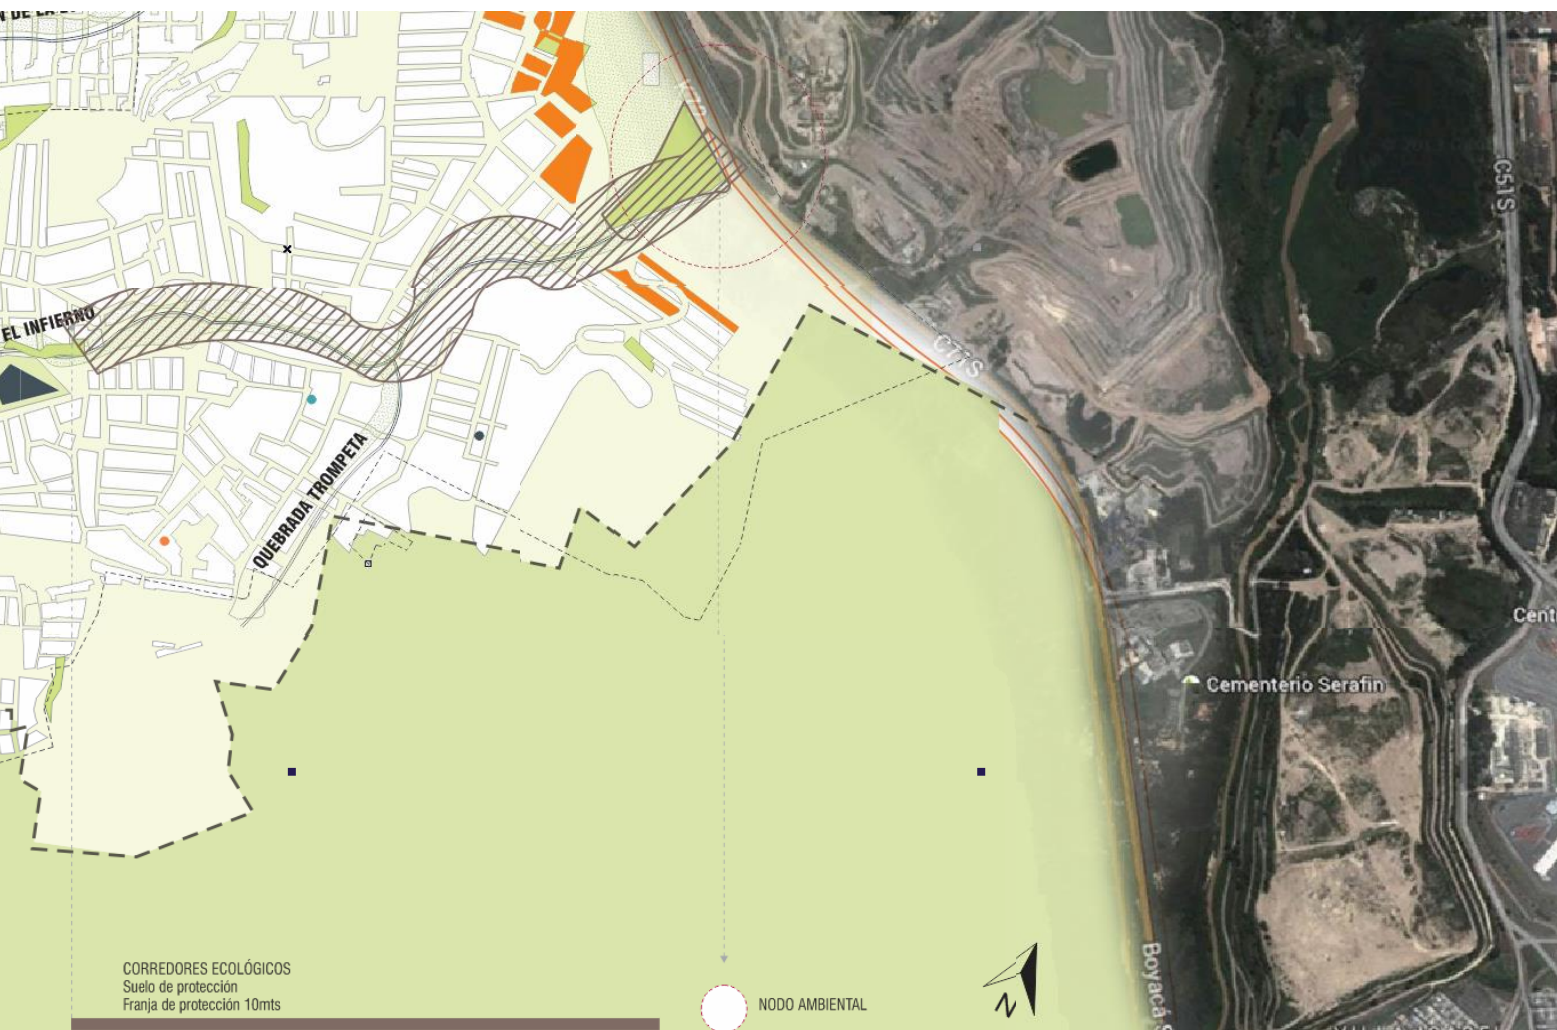 EL INFIERNO
QUEBRADA TROMPETA
C77S
C51S
Cementerio Serafin
Boyacá
CORREDORES ECOLÓGICOS
Suelo de protección
Franja de protección 10mts
NODO AMBIENTAL
N